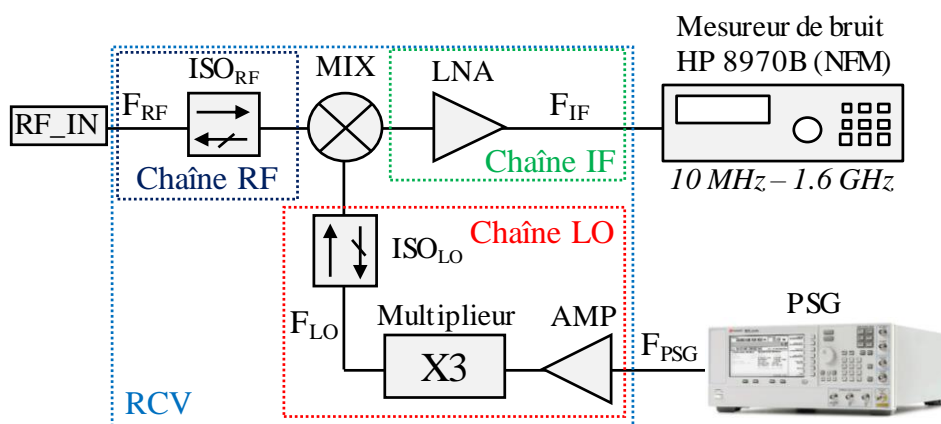 Mesureur de bruit
HP 8970B (NFM)
ISO_RF
MIX
LNA
RF_IN
F_RF
F_IF
Chaîne RF
Chaîne IF
10 MHz – 1.6 GHz
Chaîne LO
ISO_LO
PSG
F_LO
Multiplieur
AMP
F_PSG
X3
RCV